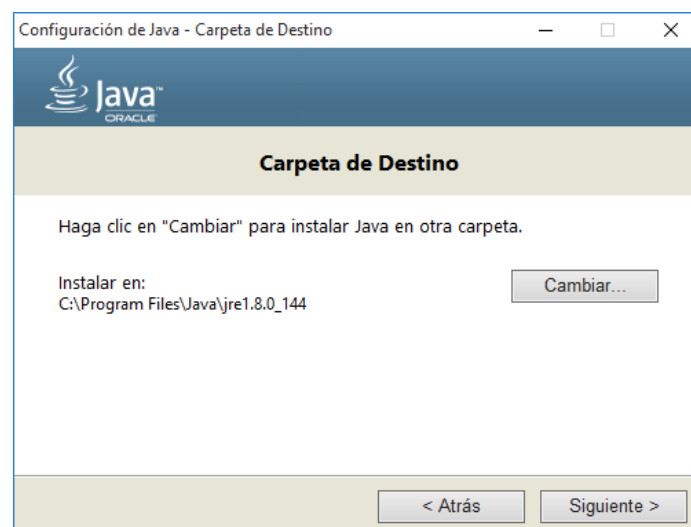 Configuración de Java - Carpeta de Destino
Java™
ORACLE
Carpeta de Destino
Haga clic en "Cambiar" para instalar Java en otra carpeta.
Instalar en:
C:\Program Files\Java\jre1.8.0_144
Cambiar...
< Atrás
Siguiente >